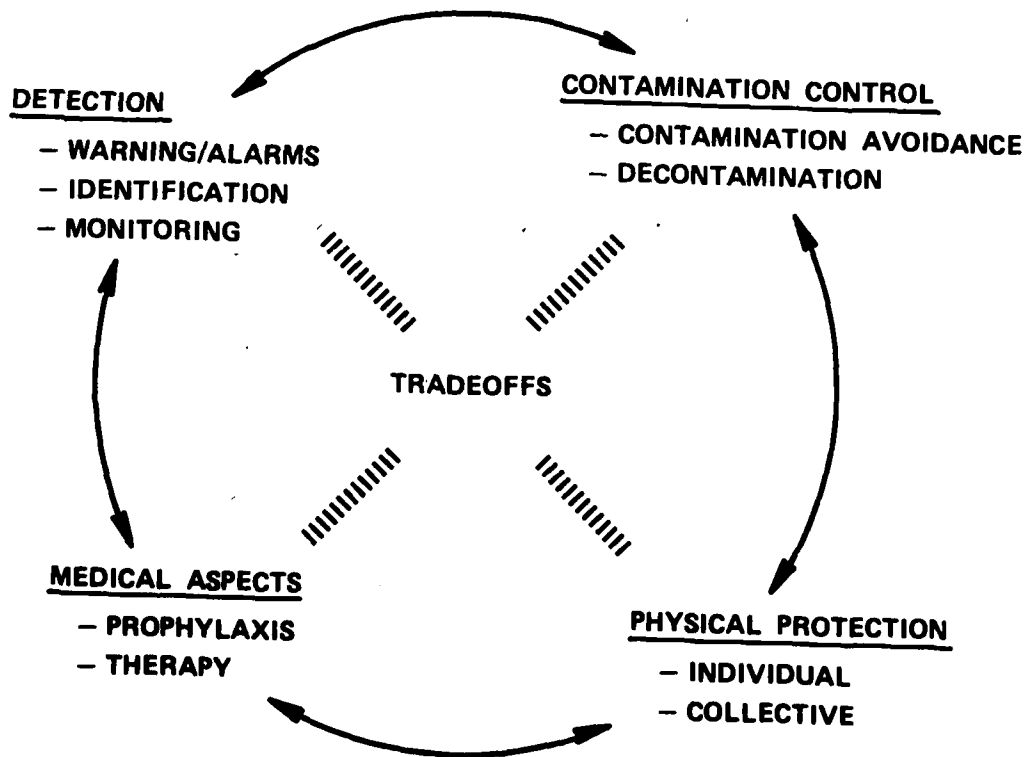 DETECTION
– WARNING/ALARMS
– IDENTIFICATION
– MONITORING
CONTAMINATION CONTROL
– CONTAMINATION AVOIDANCE
– DECONTAMINATION
TRADEOFFS
MEDICAL ASPECTS
– PROPHYLAXIS
– THERAPY
PHYSICAL PROTECTION
– INDIVIDUAL
– COLLECTIVE